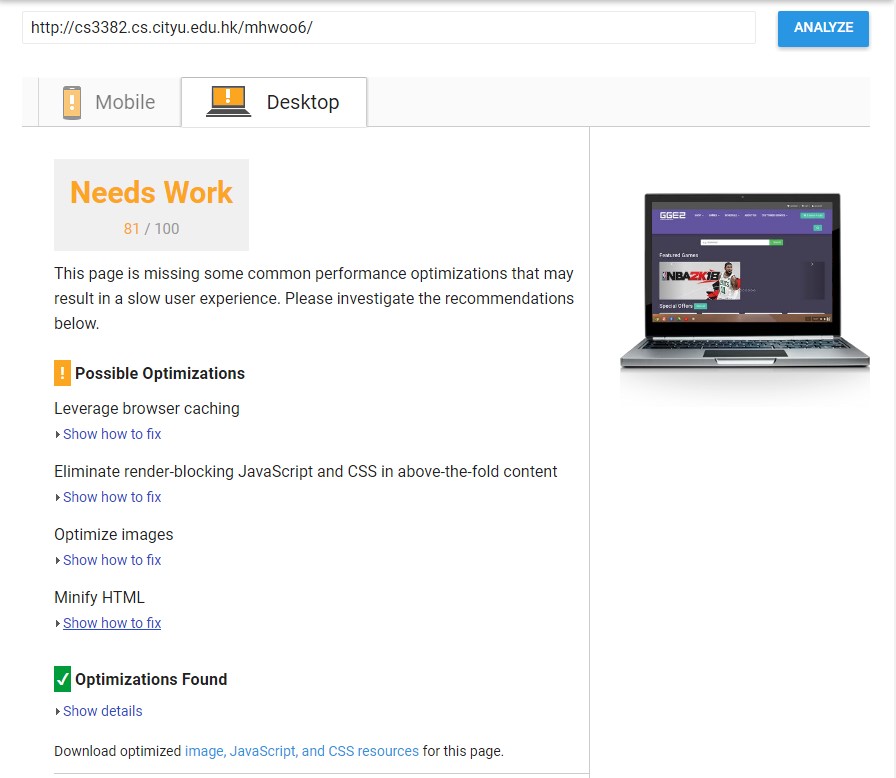 http://cs3382.cs.cityu.edu.hk/mhwoo6/
ANALYZE
Mobile
Desktop
Needs Work
81 / 100
This page is missing some common performance optimizations that may
result in a slow user experience. Please investigate the recommendations
below.
! Possible Optimizations
Leverage browser caching
Show how to fix
Eliminate render-blocking JavaScript and CSS in above-the-fold content
Show how to fix
Optimize images
Show how to fix
Minify HTML
Show how to fix
Optimizations Found
Show details
Download optimized image, JavaScript, and CSS resources for this page.
GGEZ
Featured Games
NBA2K18
Special Offers